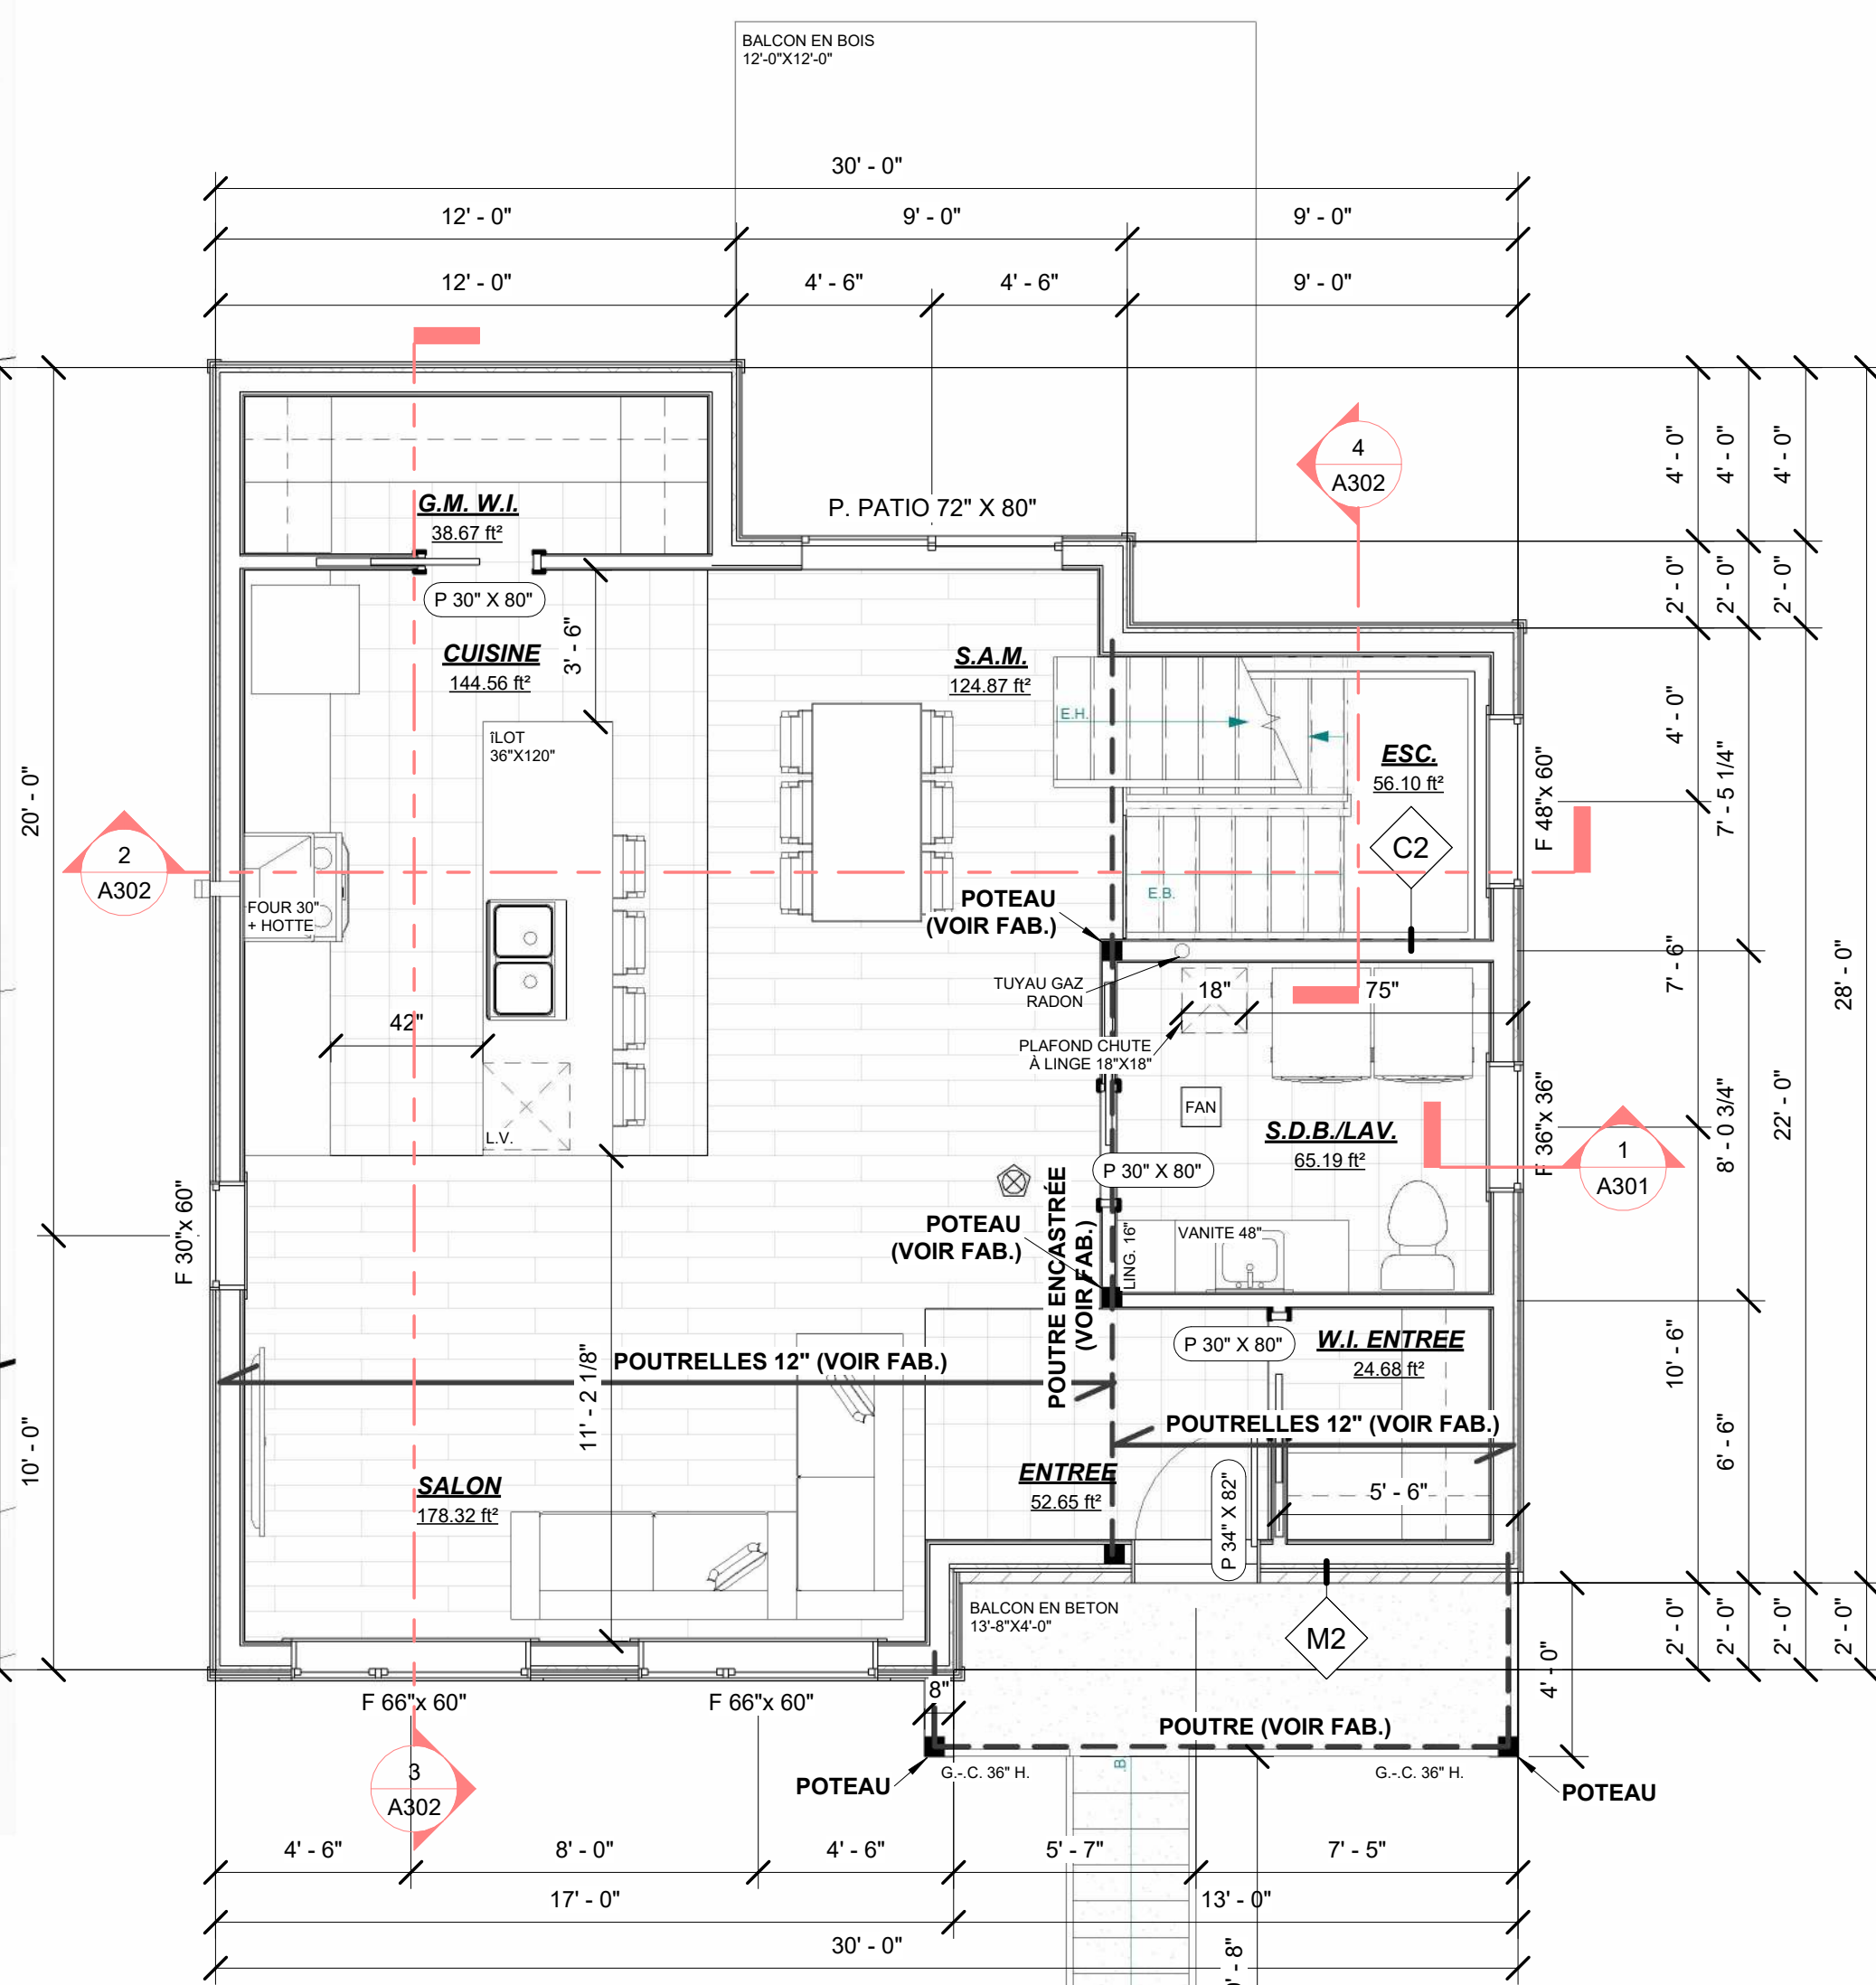 BALCON EN BOIS
12'-0"X12'-0"
30' - 0"
12' - 0"
9' - 0"
9' - 0"
12' - 0"
4' - 6"
4' - 6"
9' - 0"
4
A302
4' - 0"
4' - 0"
4' - 0"
G.M. W.I.
38.67 ft²
P. PATIO 72" X 80"
P 30" X 80"
2' - 0"
2' - 0"
2' - 0"
CUISINE
144.56 ft²
3' - 6"
S.A.M.
124.87 ft²
E.H.
ÎLOT
36"X120"
ESC.
56.10 ft²
4' - 0"
7' - 5 1/4"
20' - 0"
F 48"x 60"
2
A302
C2
E.B.
FOUR 30"
+ HOTTE
POTEAU
(VOIR FAB.)
TUYAU GAZ
RADON
18"
75"
7' - 6"
28' - 0"
42"
PLAFOND CHUTE
À LINGE 18"X18"
FAN
L.V.
S.D.B./LAV.
65.19 ft²
F 36"x 36"
8' - 0 3/4"
22' - 0"
1
A301
P 30" X 80"
F 30"x 60"
POTEAU
(VOIR FAB.)
POUTRE ENCASTRÉE
(VOIR FAB.)
LING. 16"
VANITE 48"
P 30" X 80"
W.I. ENTREE
24.68 ft²
10' - 6"
POUTRELLES 12" (VOIR FAB.)
11' - 2 1/8"
POUTRELLES 12" (VOIR FAB.)
10' - 0"
6' - 6"
SALON
178.32 ft²
ENTREE
52.65 ft²
P 34" X 82"
5' - 6"
BALCON EN BETON
13'-8"X4'-0"
M2
2' - 0"
2' - 0"
2' - 0"
2' - 0"
4' - 0"
F 66"x 60"
F 66"x 60"
8"
POUTRE (VOIR FAB.)
3
A302
POTEAU
G.-.C. 36" H.
G.-.C. 36" H.
POTEAU
4' - 6"
8' - 0"
4' - 6"
5' - 7"
7' - 5"
17' - 0"
13' - 0"
30' - 0"
' - 8"